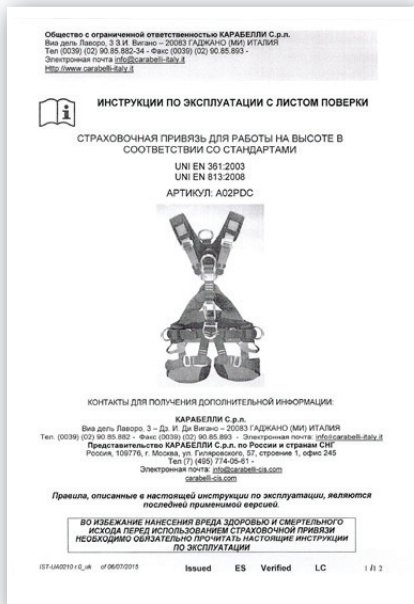 Общество с ограниченной ответственностью КАРАБЕЛЛИ С.р.л.
Виа дель Лаворо, 3 З.И. Вигано – 20083 ГАДЖАНО (МИ) ИТАЛИЯ
Тел (0039) (02) 90.85.882-34 - Факс (0039) (02) 90.85.893 -
Электронная почта info@carabelli-italy.it
Http://www.carabelli-italy.it
ИНСТРУКЦИИ ПО ЭКСПЛУАТАЦИИ С ЛИСТОМ ПОВЕРКИ
СТРАХОВОЧНАЯ ПРИВЯЗЬ ДЛЯ РАБОТЫ НА ВЫСОТЕ В
СООТВЕТСТВИИ СО СТАНДАРТАМИ
UNI EN 361:2003
UNI EN 813:2008
АРТИКУЛ: A02PDC
КОНТАКТЫ ДЛЯ ПОЛУЧЕНИЯ ДОПОЛНИТЕЛЬНОЙ ИНФОРМАЦИИ:
КАРАБЕЛЛИ С.р.л.
Виа дель Лаворо, 3 – Дз. И. Ди Вигано – 20083 ГАДЖАНО (МИ) ИТАЛИЯ
Тел. (0039) (02) 90.85.882 - Факс (0039) (02) 90.85.893 - Электронная почта: info@carabelli-italy.it
Представительство КАРАБЕЛЛИ С.р.л. по России и странам СНГ
Россия, 109776, г. Москва, ул. Гиляровского, 57, строение 1, офис 245
Тел (7) (495) 774-05-61 -
Электронная почта: info@carabelli-cis.com
carabelli-cis.com
Правила, описанные в настоящей инструкции по эксплуатации, являются
последней применимой версией.
ВО ИЗБЕЖАНИЕ НАНЕСЕНИЯ ВРЕДА ЗДОРОВЬЮ И СМЕРТЕЛЬНОГО
ИСХОДА ПЕРЕД ИСПОЛЬЗОВАНИЕМ СТРАХОВОЧНОЙ ПРИВЯЗИ
НЕОБХОДИМО ОБЯЗАТЕЛЬНО ПРОЧИТАТЬ НАСТОЯЩИЕ ИНСТРУКЦИИ
ПО ЭКСПЛУАТАЦИИ
IST-UA0210 r 0_uk of 06/07/2015 Issued ES Verified LC 1 di 12